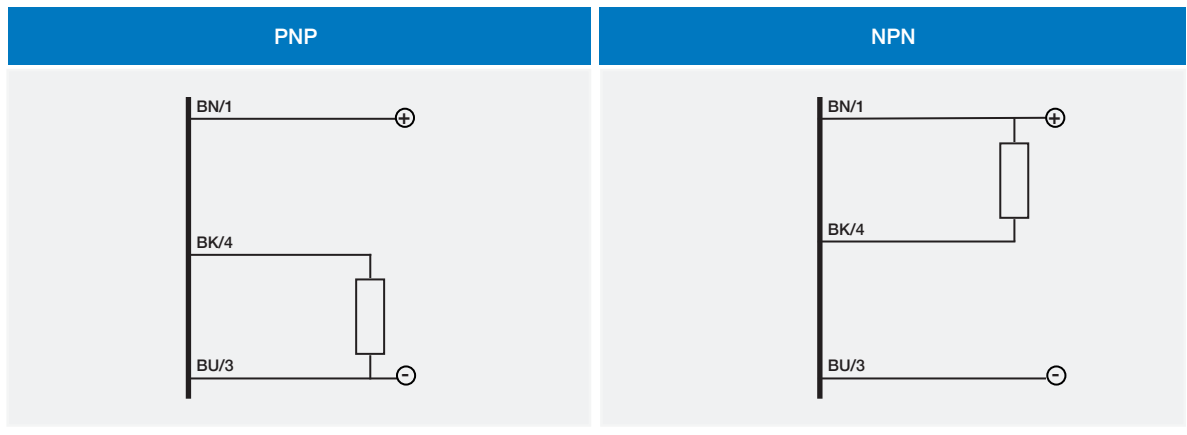 PNP
NPN
BN/1
+
BK/4
BU/3
-
BN/1
+
BK/4
BU/3
-